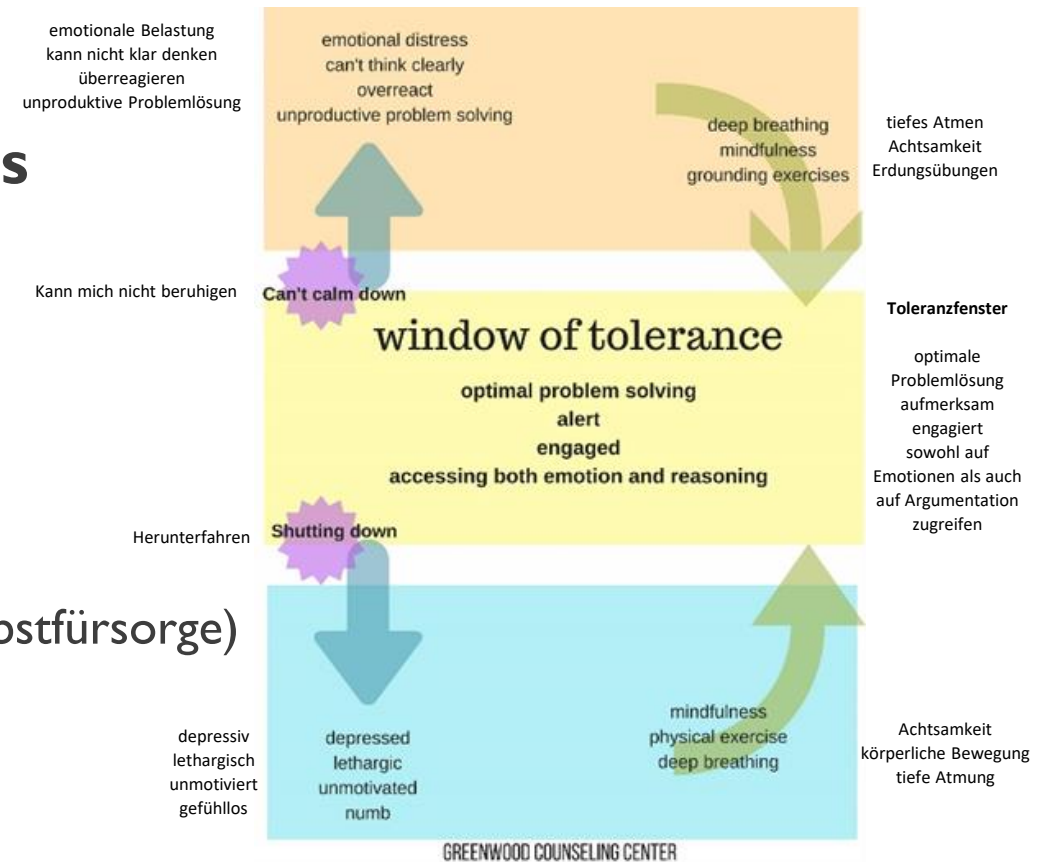 emotionale Belastung
kann nicht klar denken
überreagieren
unproduktive Problemlösung
emotional distress
can't think clearly
overreact
unproductive problem solving
deep breathing
mindfulness
grounding exercises
tiefes Atmen
Achtsamkeit
Erdungsübungen
s
Kann mich nicht beruhigen
Can't calm down
window of tolerance
optimal problem solving
alert
engaged
accessing both emotion and reasoning
Toleranzfenster
optimale
Problemlösung
aufmerksam
engagiert
sowohl auf
Emotionen als auch
auf Argumentation
zugreifen
Herunterfahren
Shutting down
bstfürsorge)
depressiv
lethargisch
unmotiviert
gefühllos
depressed
lethargic
unmotivated
numb
mindfulness
physical exercise
deep breathing
Achtsamkeit
körperliche Bewegung
tiefe Atmung
GREENWOOD COUNSELING CENTER